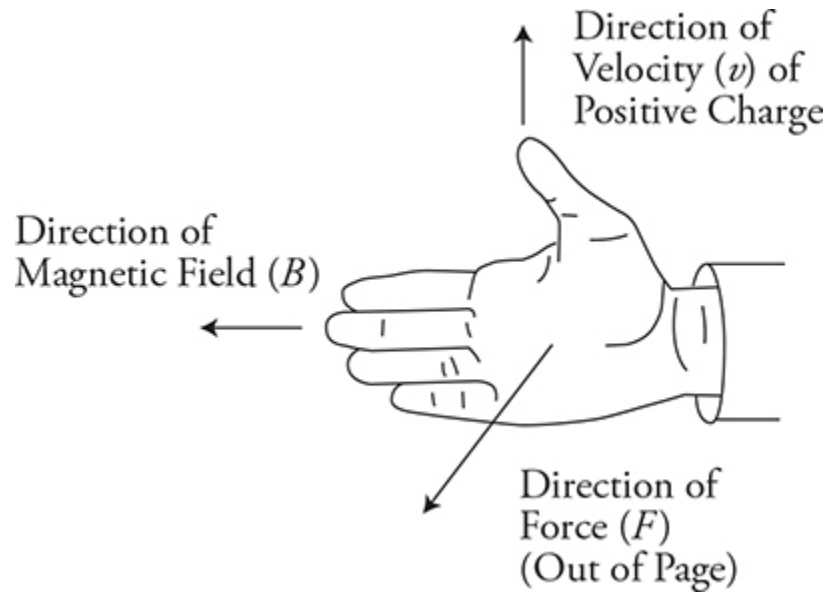 Direction of
Velocity (v) of
Positive Charge
Direction of
Magnetic Field (B)
Direction of
Force (F)
(Out of Page)